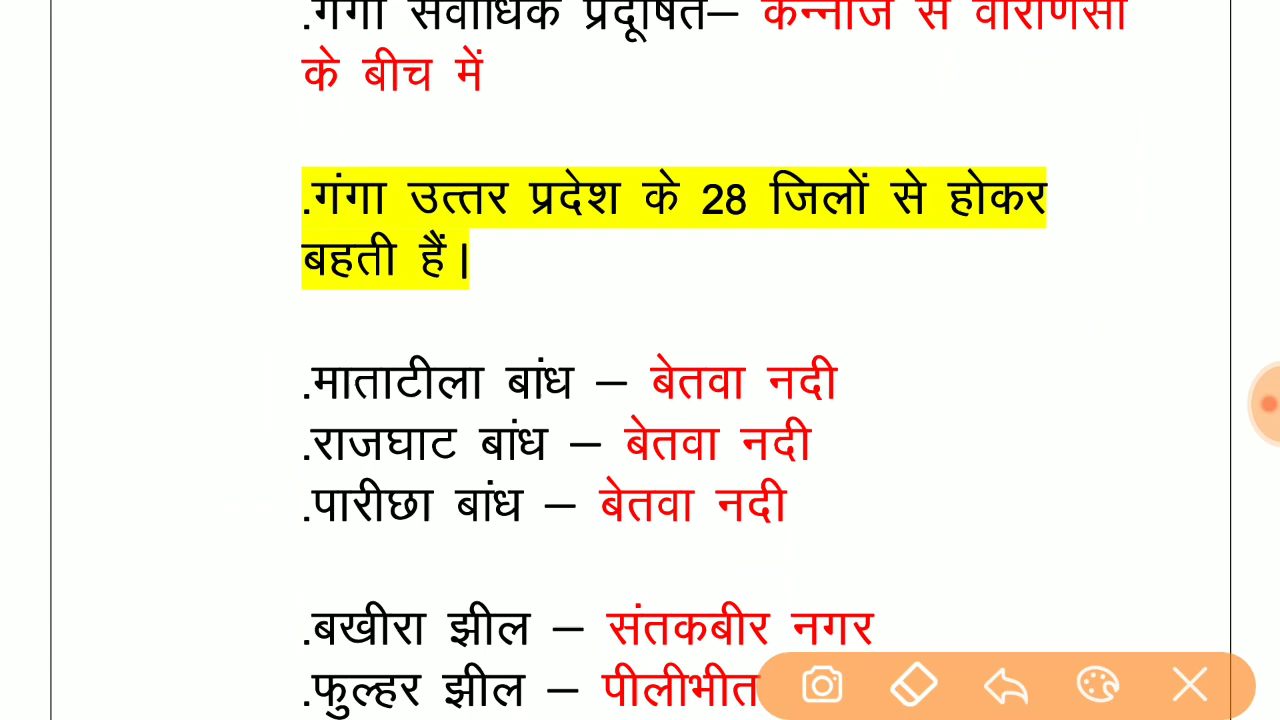 .गंगा सर्वाधिक प्रदूषित– कन्नौज से वाराणसी
के बीच में
.गंगा उत्तर प्रदेश के 28 जिलों से होकर
बहती हैं।
.माताटीला बांध – बेतवा नदी
.राजघाट बांध – बेतवा नदी
.पारीछा बांध – बेतवा नदी
.बखीरा झील – संतकबीर नगर
.फुल्हर झील – पीलीभीत